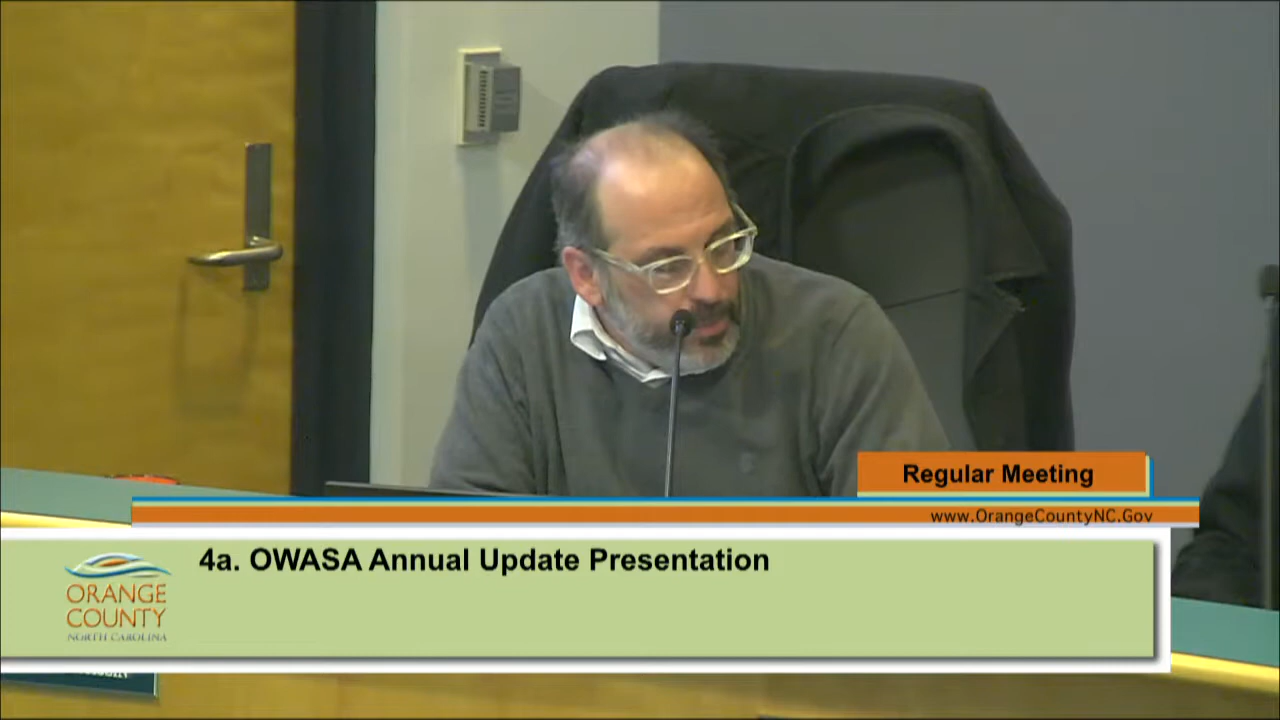 Regular Meeting
www.OrangeCountyNC.Gov
4a. OWASA Annual Update Presentation
ORANGE
COUNTY
NORTH CAROLINA